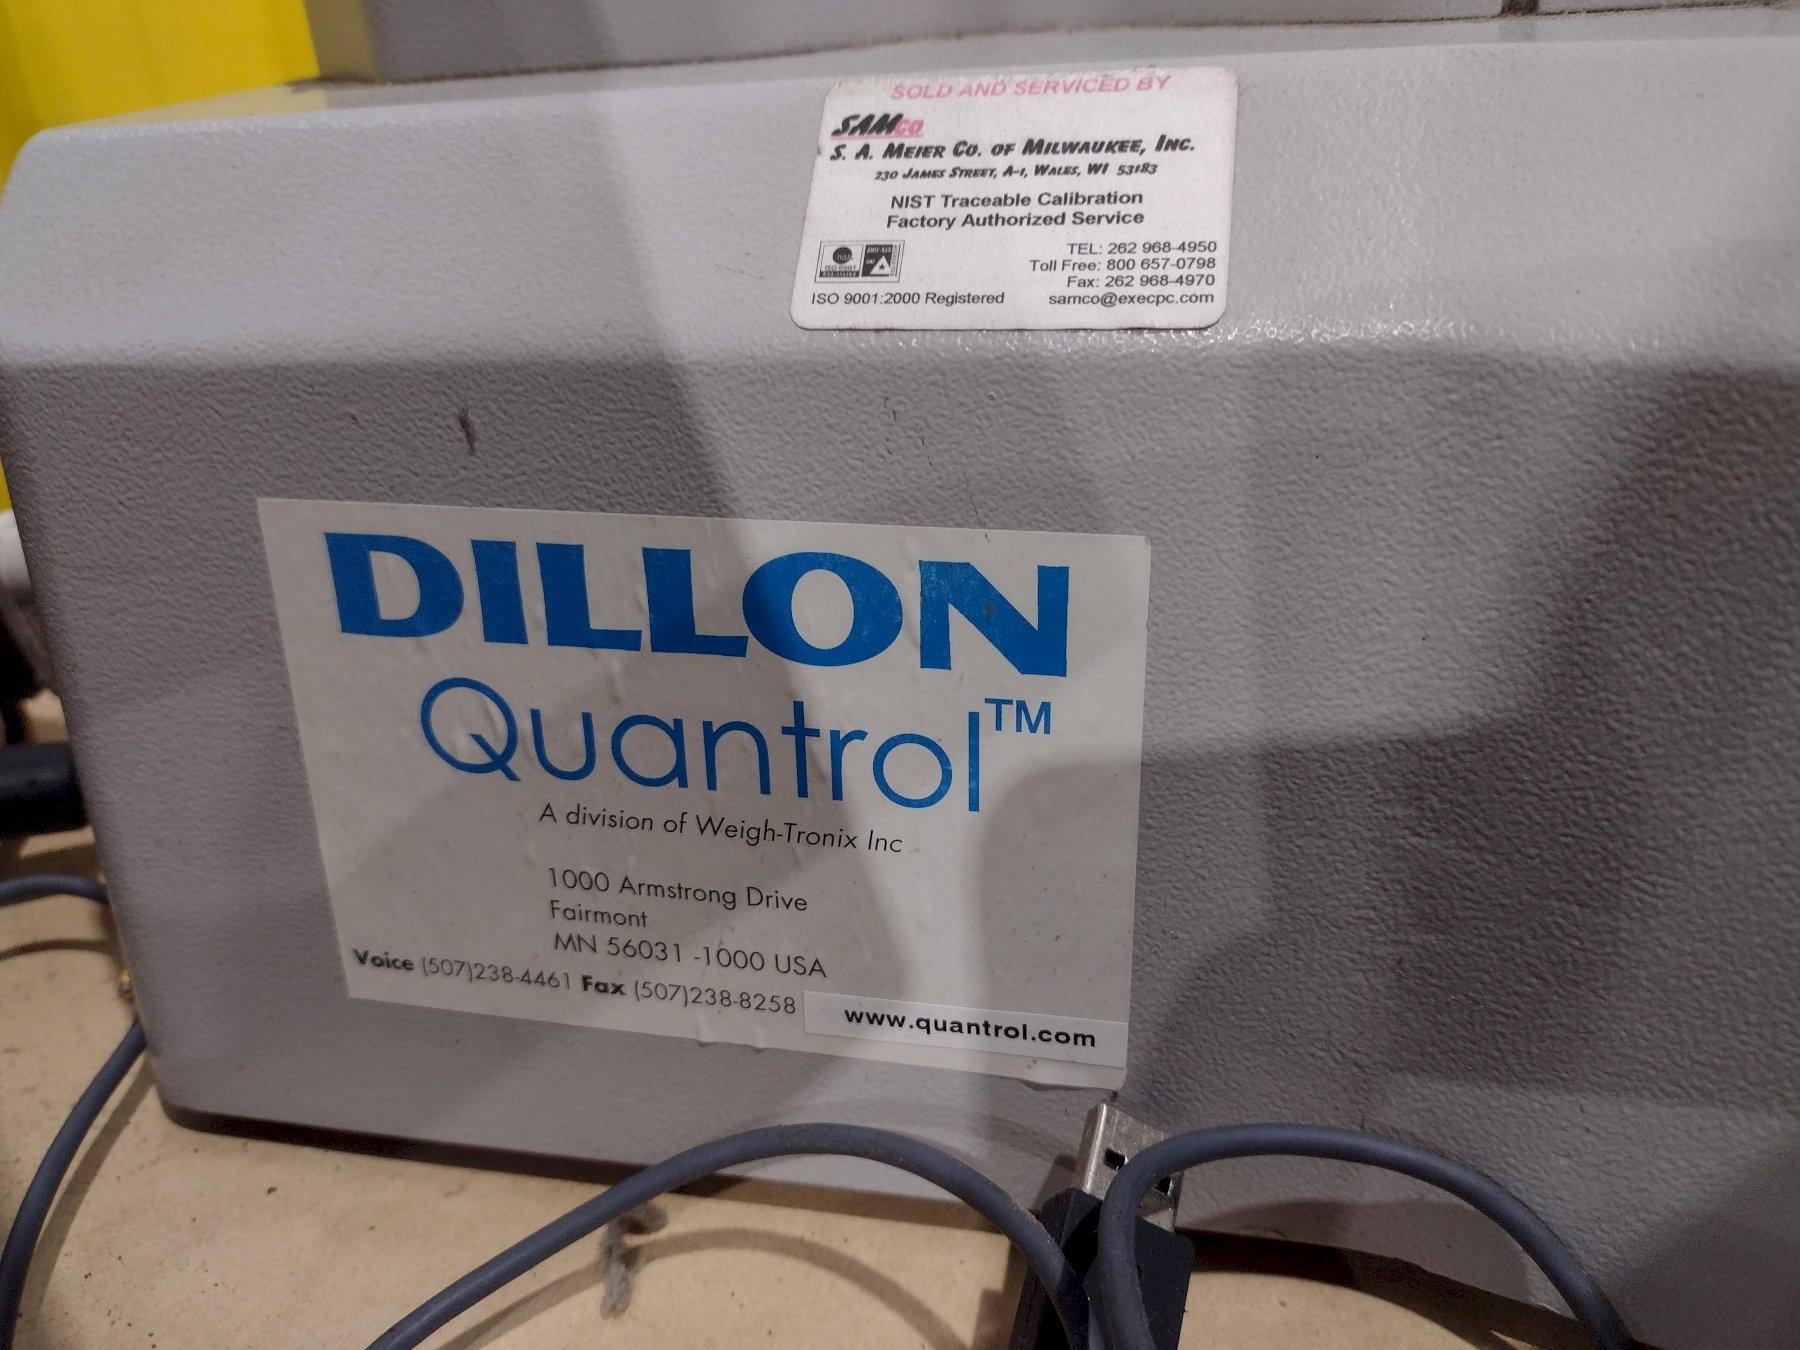 SOLD AND SERVICED BY
SAMCO
S. A. MEIER CO. OF MILWAUKEE, INC.
230 JAMES STREET, A-1, WALES, WI 53183
NIST Traceable Calibration
Factory Authorized Service
TEL: 262 968-4950
Toll Free: 800 657-0798
Fax: 262 968-4970
ISO 9001:2000 Registered samco@execpc.com
DILLON
Quantrol™
A division of Weigh-Tronix Inc
1000 Armstrong Drive
Fairmont
MN 56031 -1000 USA
Voice (507)238-4461 Fax (507)238-8258
www.quantrol.com